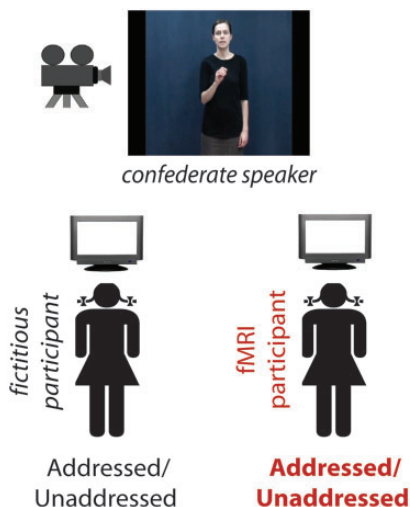 confederate speaker
fictitious
participant
fMRI
participant
Addressed/
Unaddressed
Addressed/
Unaddressed